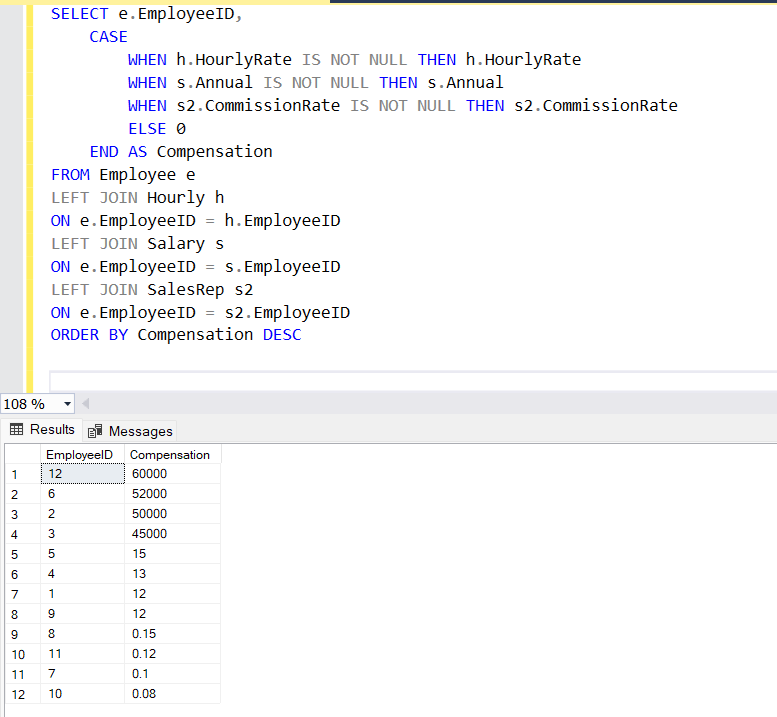 SELECT e.EmployeeID,
CASE
WHEN h.HourlyRate IS NOT NULL THEN h.HourlyRate
WHEN s.Annual IS NOT NULL THEN s.Annual
WHEN s2.CommissionRate IS NOT NULL THEN s2.CommissionRate
ELSE 0
END AS Compensation
FROM Employee e
LEFT JOIN Hourly h
ON e.EmployeeID = h.EmployeeID
LEFT JOIN Salary s
ON e.EmployeeID = s.EmployeeID
LEFT JOIN SalesRep s2
ON e.EmployeeID = s2.EmployeeID
ORDER BY Compensation DESC
108 %
Results Messages
EmployeeID Compensation
1 12 60000
2 6 52000
3 2 50000
4 3 45000
5 5 15
6 4 13
7 1 12
8 9 12
9 8 0.15
10 11 0.12
11 7 0.1
12 10 0.08